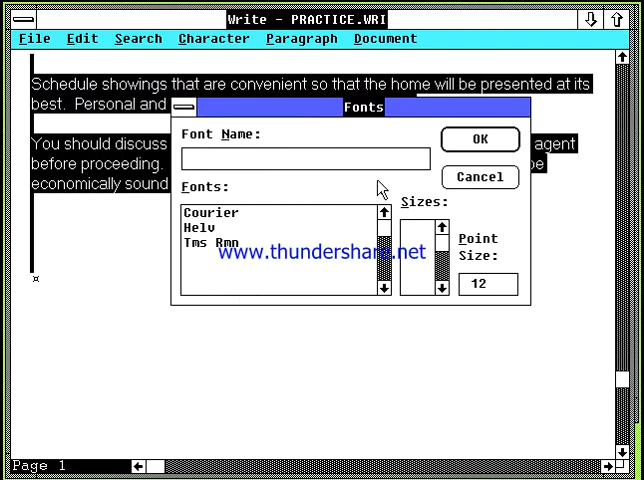 Write - PRACTICE.WRI
File Edit Search Character Paragraph Document
Schedule showings that are convenient so that the home will be presented at its
best. Personal and
Fonts
Font Name:
OK
You should discuss
agent
before proceeding.
be
economically sound
Cancel
Fonts:
Sizes:
Courier
Helv
Tms Rmn
Point
Size:
12
www.thundershare.net
Page 1